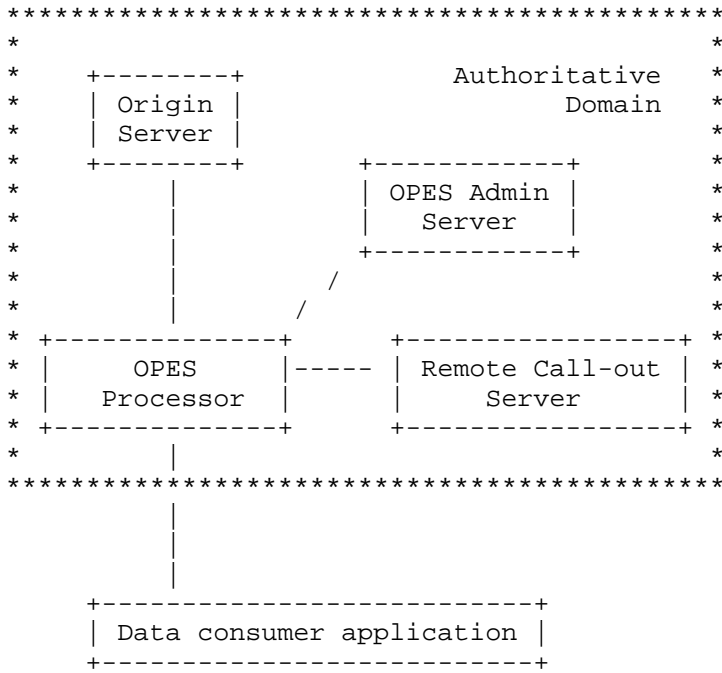 Authoritative
Origin Domain
Server
OPES Admin
Server
OPES Remote Call-out
Processor Server
Data consumer application